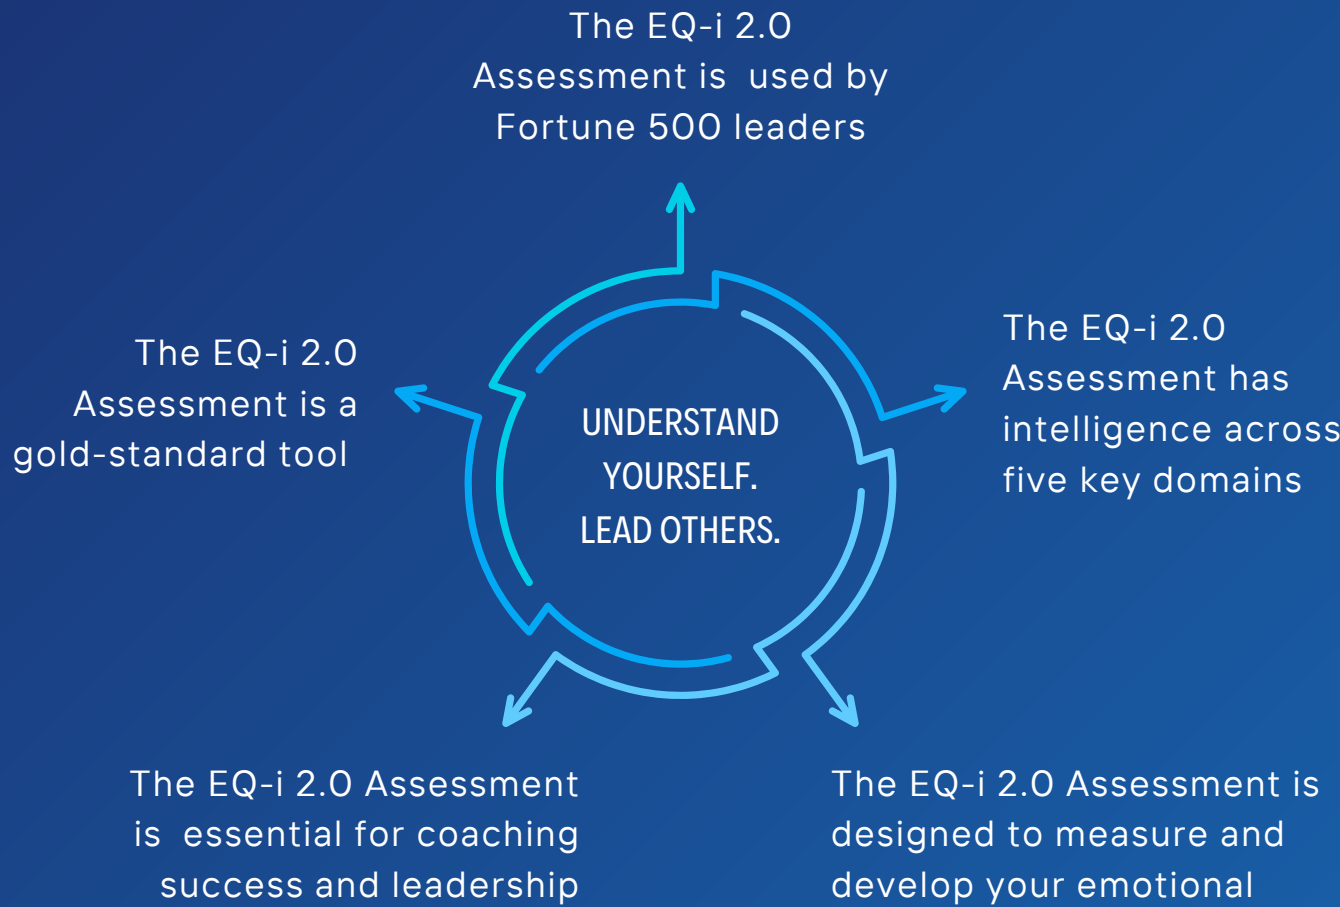 The EQ-i 2.0
Assessment is  used by
Fortune 500 leaders
The EQ-i 2.0
Assessment has
intelligence across
five key domains
The EQ-i 2.0
Assessment is a
gold-standard tool
UNDERSTAND
YOURSELF.
LEAD OTHERS.
The EQ-i 2.0 Assessment
is  essential for coaching
success and leadership
The EQ-i 2.0 Assessment is
designed to measure and
develop your emotional